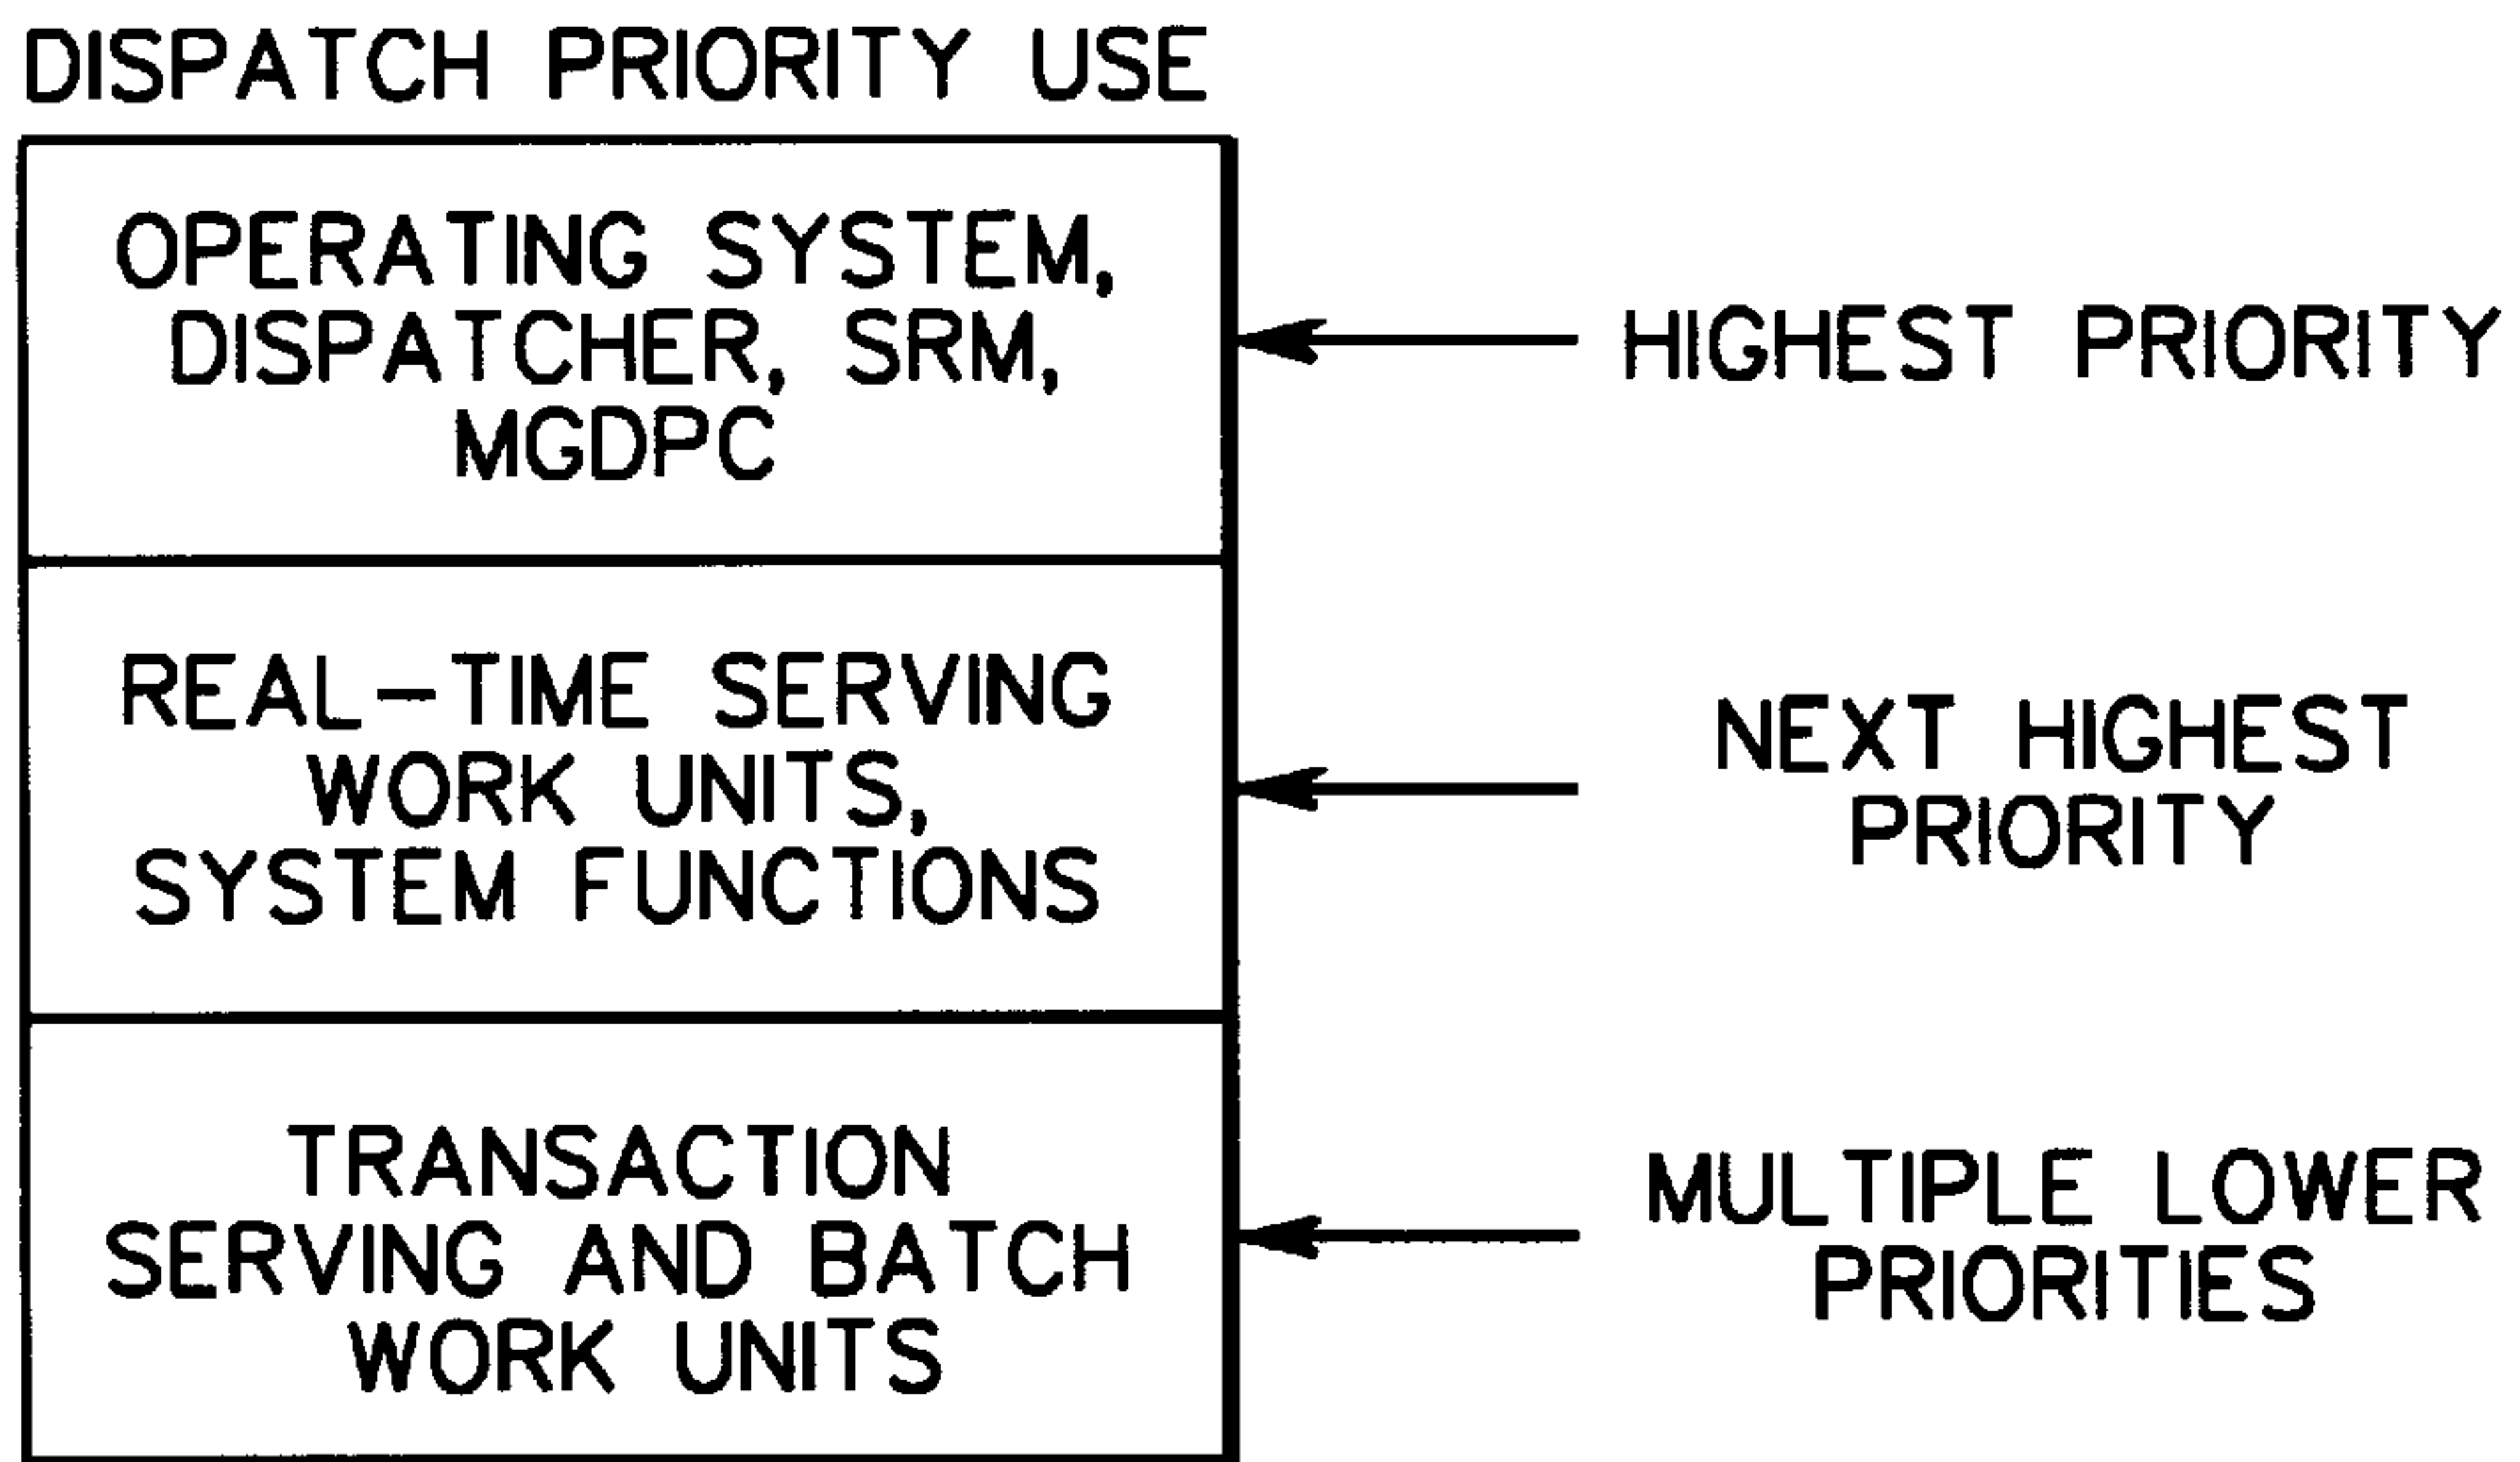 DISPATCH PRIORITY USE
OPERATING SYSTEM,
DISPATCHER, SRM,
MGDPC
HIGHEST PRIORITY
REAL-TIME SERVING
WORK UNITS,
SYSTEM FUNCTIONS
NEXT HIGHEST
PRIORITY
TRANSACTION
SERVING AND BATCH
WORK UNITS
MULTIPLE LOWER
PRIORITIES